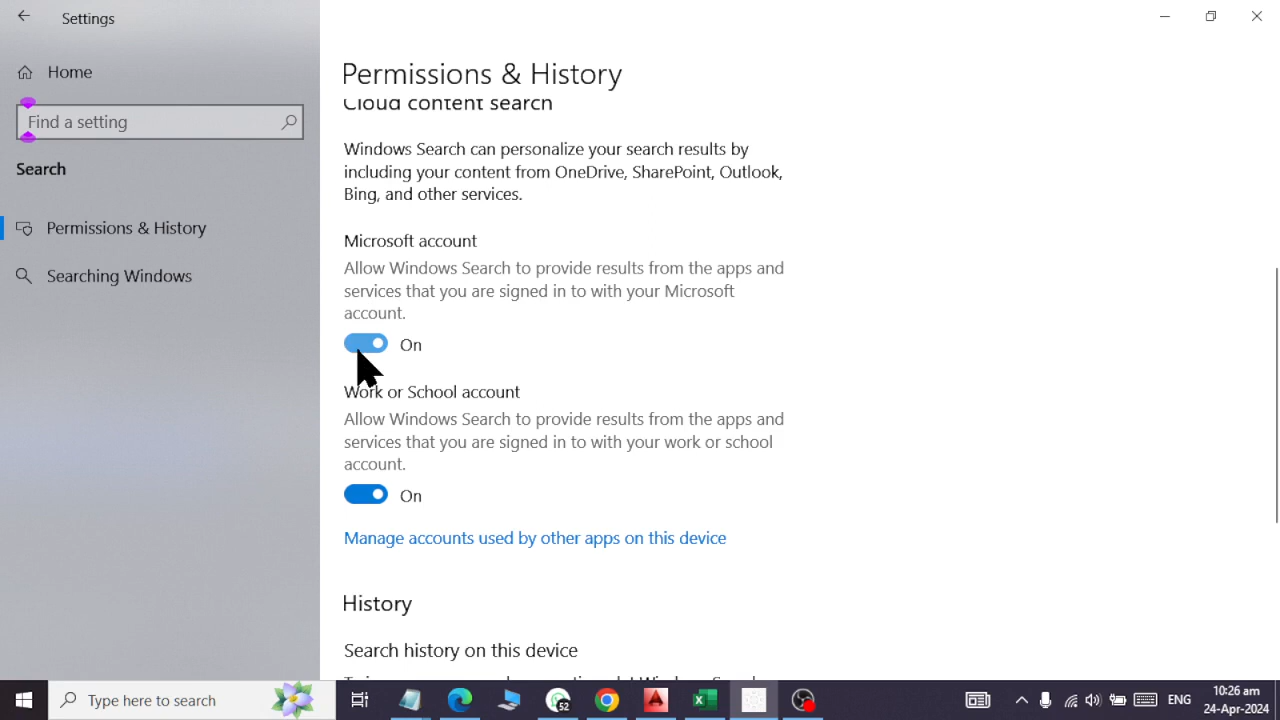 Settings
Home
Find a setting
Search
Permissions & History
Searching Windows
Permissions & History
Cloud content search
Windows Search can personalize your search results by
including your content from OneDrive, SharePoint, Outlook,
Bing, and other services.
Microsoft account
Allow Windows Search to provide results from the apps and
services that you are signed in to with your Microsoft
account.
On
Work or School account
Allow Windows Search to provide results from the apps and
services that you are signed in to with your work or school
account.
On
Manage accounts used by other apps on this device
History
Search history on this device
Type here to search
52
ENG
10:26 am
24-Apr-2024